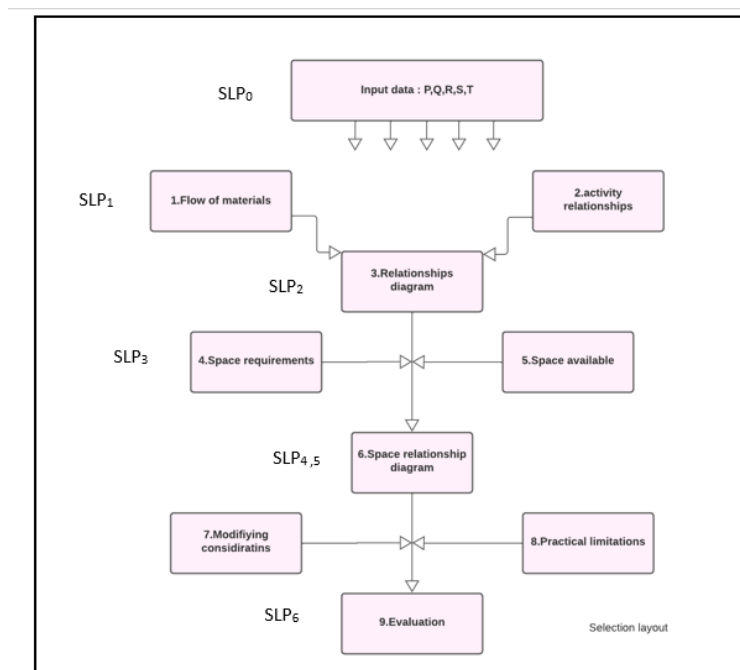 SLP₀
Input data : P,Q,R,S,T
SLP₁
1.Flow of materials
2.activity
relationships
SLP₂
3.Relationships
diagram
SLP₃
4.Space requirements
5.Space available
SLP₄,₅
6.Space relationship
diagram
7.Modifiying
considiratins
8.Practical limitations
SLP₆
9.Evaluation
Selection layout